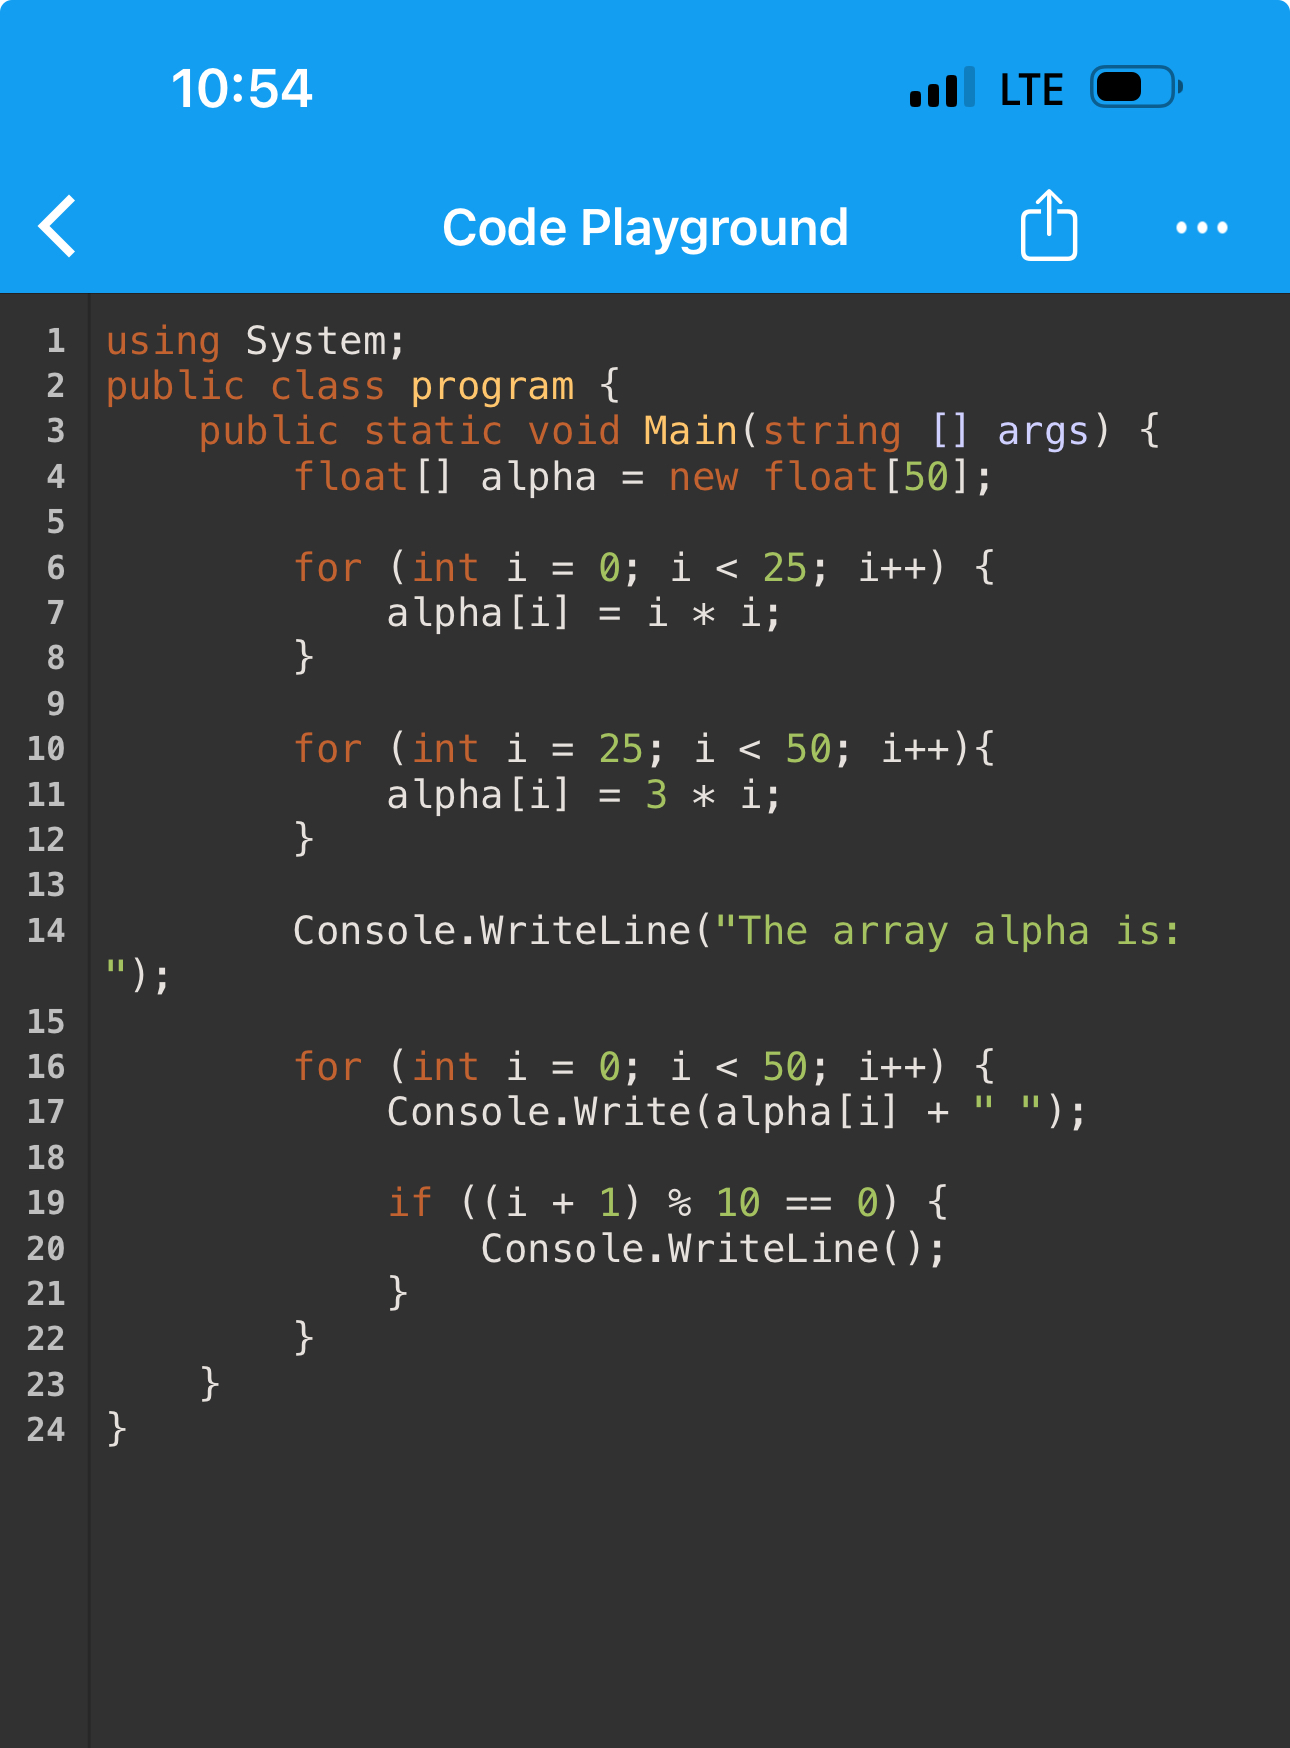 10:54 LTE
Code Playground
1 using System;
2 public class program {
3     public static void Main(string [] args) {
4         float[] alpha = new float[50];
5
6         for (int i = 0; i < 25; i++) {
7             alpha[i] = i * i;
8         }
9
10         for (int i = 25; i < 50; i++){
11             alpha[i] = 3 * i;
12         }
13
14         Console.WriteLine("The array alpha is:
");
15
16         for (int i = 0; i < 50; i++) {
17             Console.Write(alpha[i] + " ");
18
19             if ((i + 1) % 10 == 0) {
20                 Console.WriteLine();
21             }
22         }
23     }
24 }